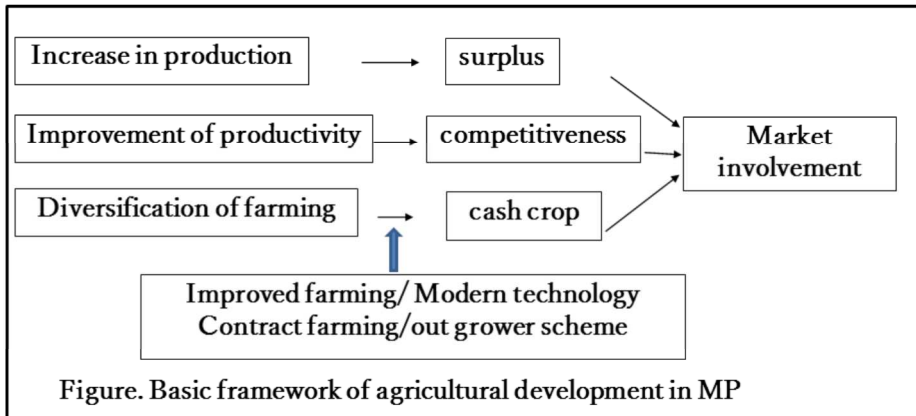 Increase in production
surplus
Improvement of productivity
competitiveness
Market
involvement
Diversification of farming
cash crop
Improved farming/ Modern technology
Contract farming/out grower scheme
Figure. Basic framework of agricultural development in MP